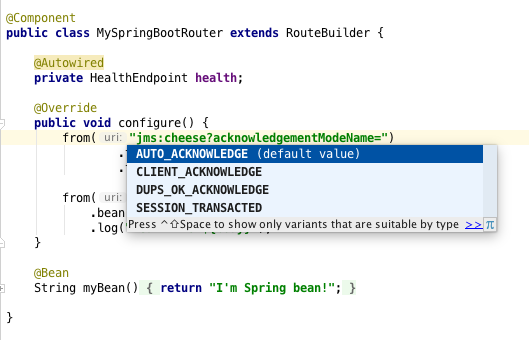 @Component
public class MySpringBootRouter extends RouteBuilder {
@Autowired
private HealthEndpoint health;
@Override
public void configure() {
from( uri: "jms:cheese?acknowledgementModeName=")
AUTO_ACKNOWLEDGE (default value)
CLIENT_ACKNOWLEDGE
DUPS_OK_ACKNOWLEDGE
from( uri:
SESSION_TRANSACTED
.bean
Press ^⇧Space to show only variants that are suitable by type >> π
.log(
}
@Bean
String myBean() { return "I'm Spring bean!"; }
}